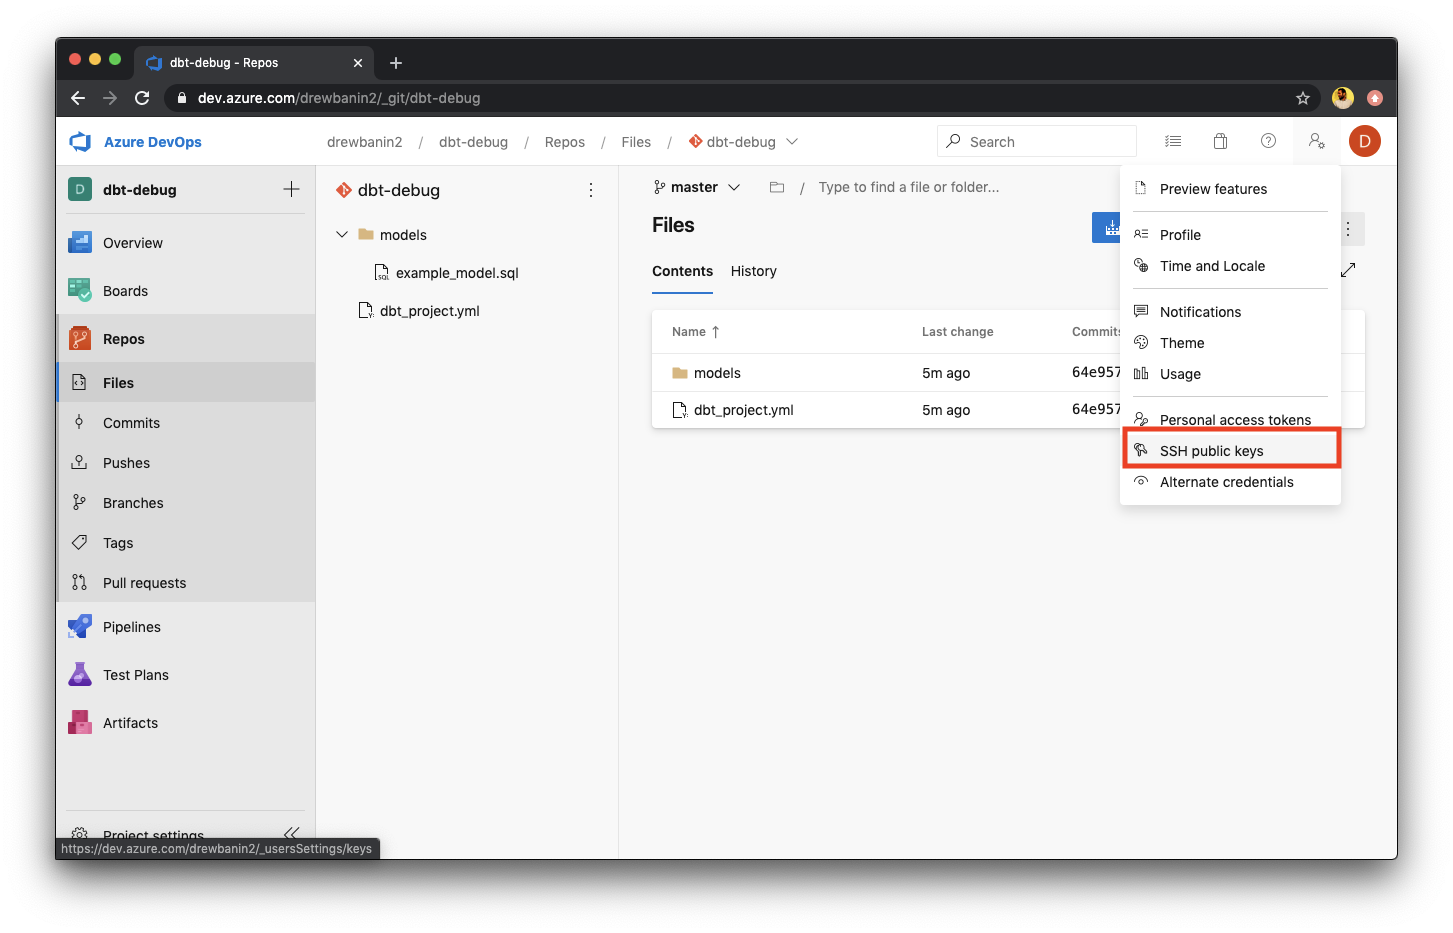 dbt-debug - Repos
dev.azure.com/drewbanin2/_git/dbt-debug
Azure DevOps
drewbanin2 / dbt-debug / Repos / Files / dbt-debug
Search
D
D dbt-debug
Overview
Boards
Repos
Files
Commits
Pushes
Branches
Tags
Pull requests
Pipelines
Test Plans
Artifacts
Project settings
https://dev.azure.com/drewbanin2/_usersSettings/keys
dbt-debug
models
example_model.sql
dbt_project.yml
master / Type to find a file or folder...
Files
Contents History
Name ↑ Last change Commits
models 5m ago 64e957
dbt_project.yml 5m ago 64e957
Preview features
Profile
Time and Locale
Notifications
Theme
Usage
Personal access tokens
SSH public keys
Alternate credentials